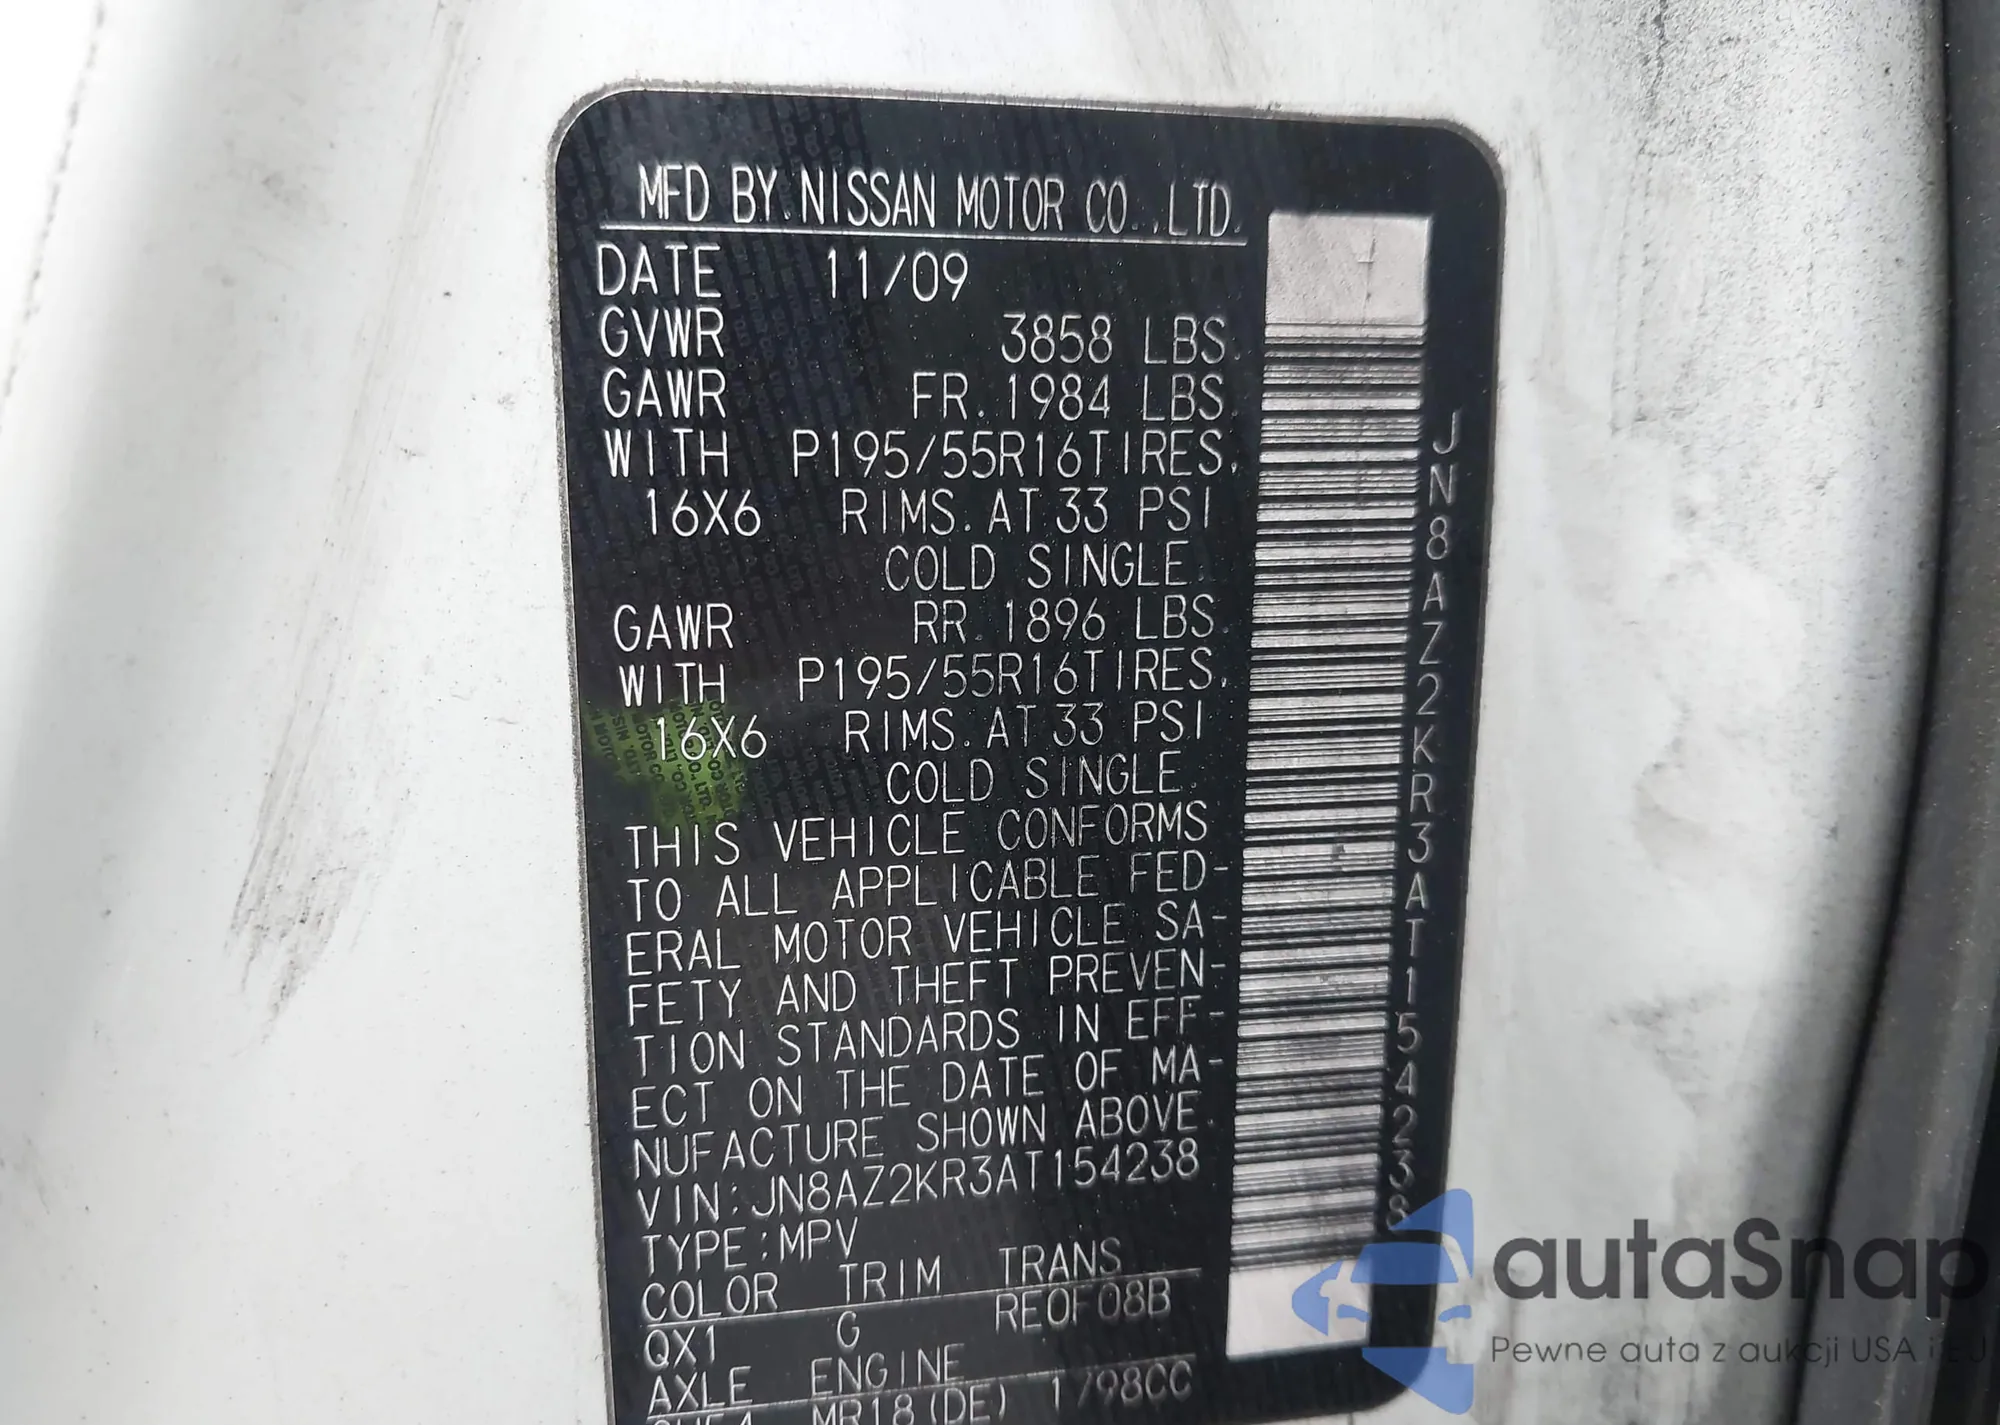 MFD BY NISSAN MOTOR CO.,LTD.
DATE 11/09
GVWR 3858 LBS.
GAWR FR. 1984 LBS.
WITH P195/55R16TIRES,
16X6 RIMS. AT 33 PSI
COLD SINGLE.
GAWR RR. 1896 LBS.
WITH P195/55R16TIRES,
16X6 RIMS. AT 33 PSI
COLD SINGLE.
THIS VEHICLE CONFORMS
TO ALL APPLICABLE FED-
ERAL MOTOR VEHICLE SA-
FETY AND THEFT PREVEN-
TION STANDARDS IN EFF-
ECT ON THE DATE OF MA-
NUFACTURE SHOWN ABOVE.
VIN:JN8AZ2KR3AT154238
TYPE:MPV
COLOR TRIM TRANS
QX1 G RE0F08B
AXLE ENGINE
MR18(DE) 1798CC
JN8AZ2KR3AT154238
autaSnap
Pewne auta z aukcji USA i EU